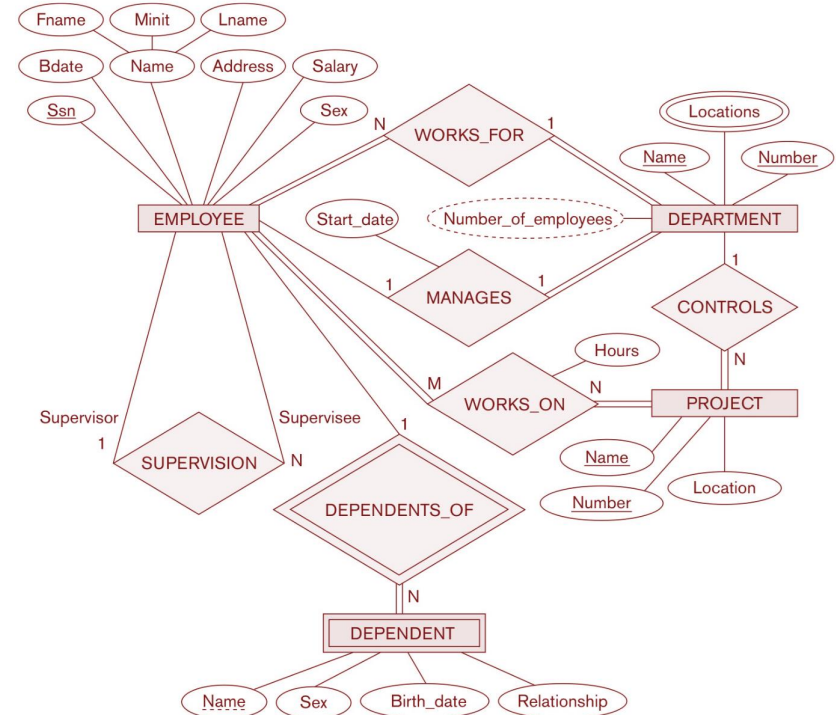 Fname Minit Lname
Bdate Name Address Salary
Ssn Sex
N WORKS_FOR 1
Locations
Name Number
EMPLOYEE Start_date Number_of_employees DEPARTMENT
1 MANAGES 1
1
CONTROLS
N
Hours
M WORKS_ON N
PROJECT
Supervisor Supervisee
1 SUPERVISION N
1
Name
Number Location
DEPENDENTS_OF
N
DEPENDENT
Name Sex Birth_date Relationship